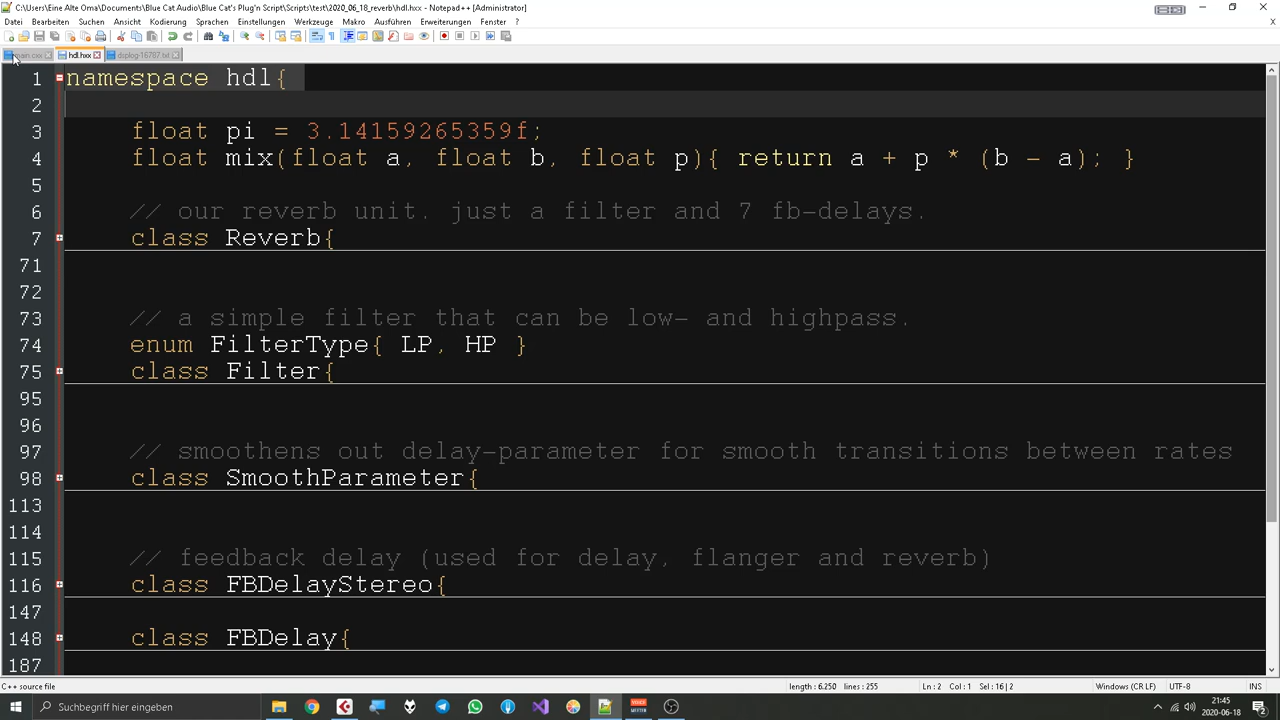 C:\Users\Eine Alte Oma\Documents\Blue Cat Audio\Blue Cat's Plug'n Script\Scripts\test\2020_06_18_reverb\hdl.hxx - Notepad++ [Administrator]
Datei Bearbeiten Suchen Ansicht Kodierung Sprachen Einstellungen Werkzeuge Makro Ausführen Erweiterungen Fenster ?
main.cxx hdl.hxx dsplog-16787.txt
1 namespace hdl{
2
3 float pi = 3.14159265359f;
4 float mix(float a, float b, float p){ return a + p * (b - a); }
5
6 // our reverb unit. just a filter and 7 fb-delays.
7 class Reverb{
71
72
73 // a simple filter that can be low- and highpass.
74 enum FilterType{ LP, HP }
75 class Filter{
95
96
97 // smoothens out delay-parameter for smooth transitions between rates
98 class SmoothParameter{
113
114
115 // feedback delay (used for delay, flanger and reverb)
116 class FBDelayStereo{
147
148 class FBDelay{
187
C++ source file length : 6.250 lines : 255 Ln : 2 Col : 1 Sel : 16 | 2 Windows (CR LF) UTF-8 INS
Suchbegriff hier eingeben 21:45
2020-06-18